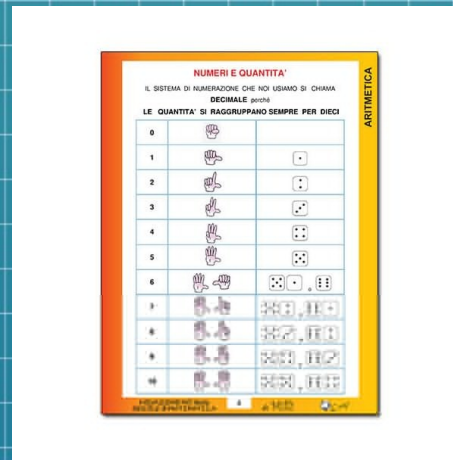 NUMERI E QUANTITA'
IL SISTEMA DI NUMERAZIONE CHE NOI USIAMO SI CHIAMA
DECIMALE perché
LE QUANTITA' SI RAGGRUPPANO SEMPRE PER DIECI
ARITMETICA
0
1
2
3
4
5
6